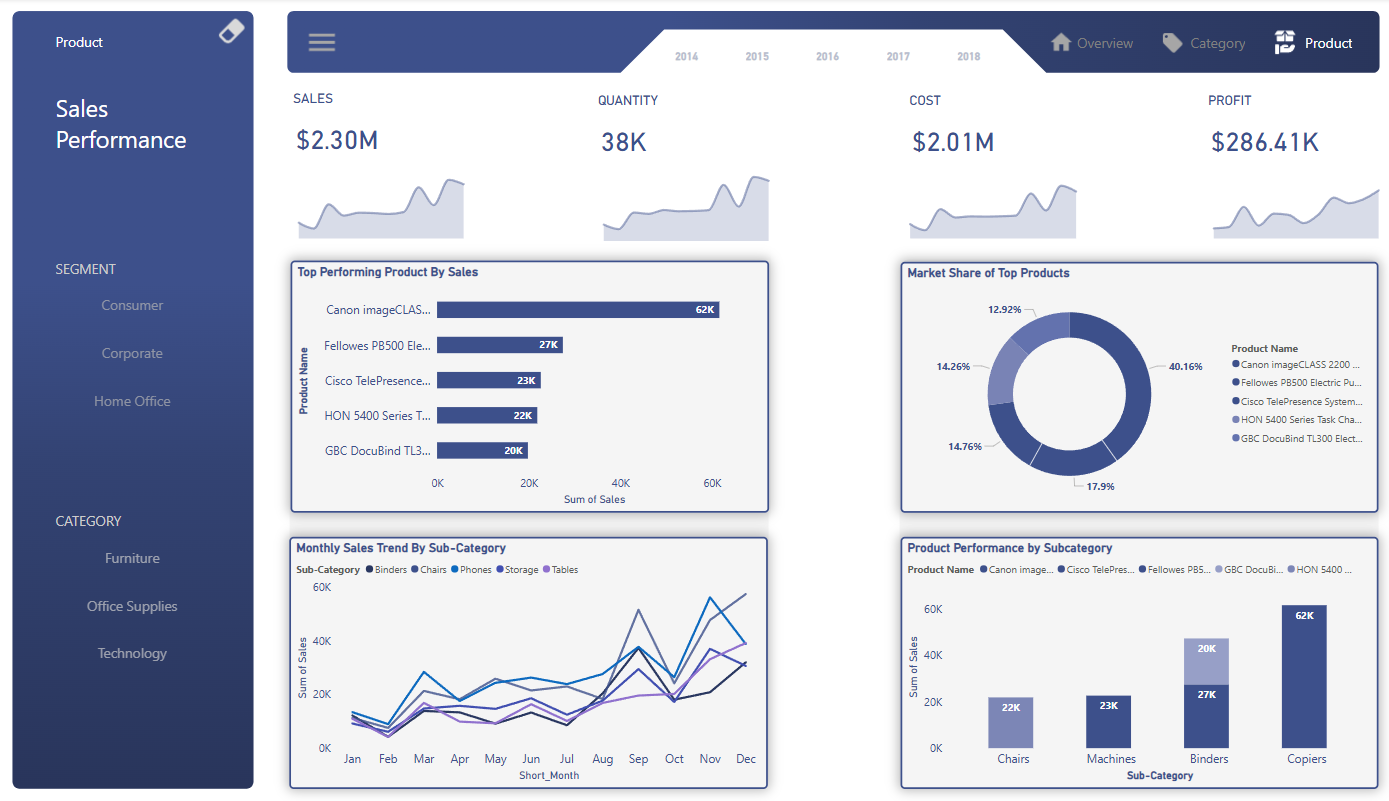 Product
Sales
Performance
SEGMENT
Consumer
Corporate
Home Office
CATEGORY
Furniture
Office Supplies
Technology
2014 2015 2016 2017 2018
Overview Category Product
SALES
$2.30M
QUANTITY
38K
COST
$2.01M
PROFIT
$286.41K
Top Performing Product By Sales
Product Name
Canon imageCLAS... 62K
Fellowes PB500 Ele... 27K
Cisco TelePresence... 23K
HON 5400 Series T... 22K
GBC DocuBind TL3... 20K
0K 20K 40K 60K
Sum of Sales
Market Share of Top Products
12.92%
40.16%
14.26%
14.76%
17.9%
Product Name
Canon imageCLASS 2200 ...
Fellowes PB500 Electric Pu...
Cisco TelePresence System...
HON 5400 Series Task Cha...
GBC DocuBind TL300 Elect...
Monthly Sales Trend By Sub-Category
Sub-Category Binders Chairs Phones Storage Tables
Sum of Sales
60K
40K
20K
0K
Jan Feb Mar Apr May Jun Jul Aug Sep Oct Nov Dec
Short_Month
Product Performance by Subcategory
Product Name Canon image... Cisco TelePres... Fellowes PB5... GBC DocuBi... HON 5400 ...
Sum of Sales
60K
40K
20K
0K
22K
23K
20K
27K
62K
Chairs Machines Binders Copiers
Sub-Category